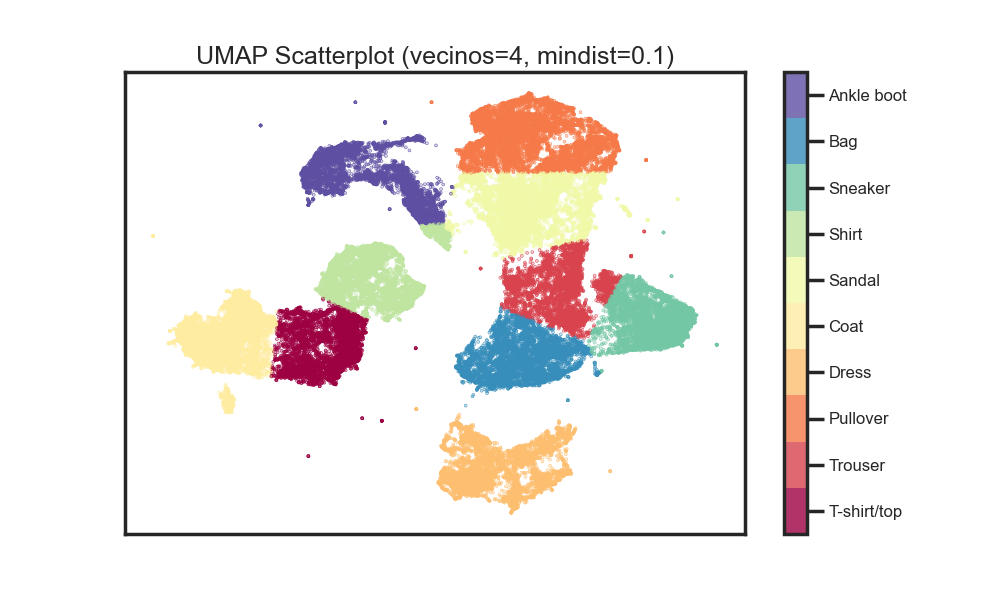 UMAP Scatterplot (vecinos=4, mindist=0.1)
Ankle boot
Bag
Sneaker
Shirt
Sandal
Coat
Dress
Pullover
Trouser
T-shirt/top